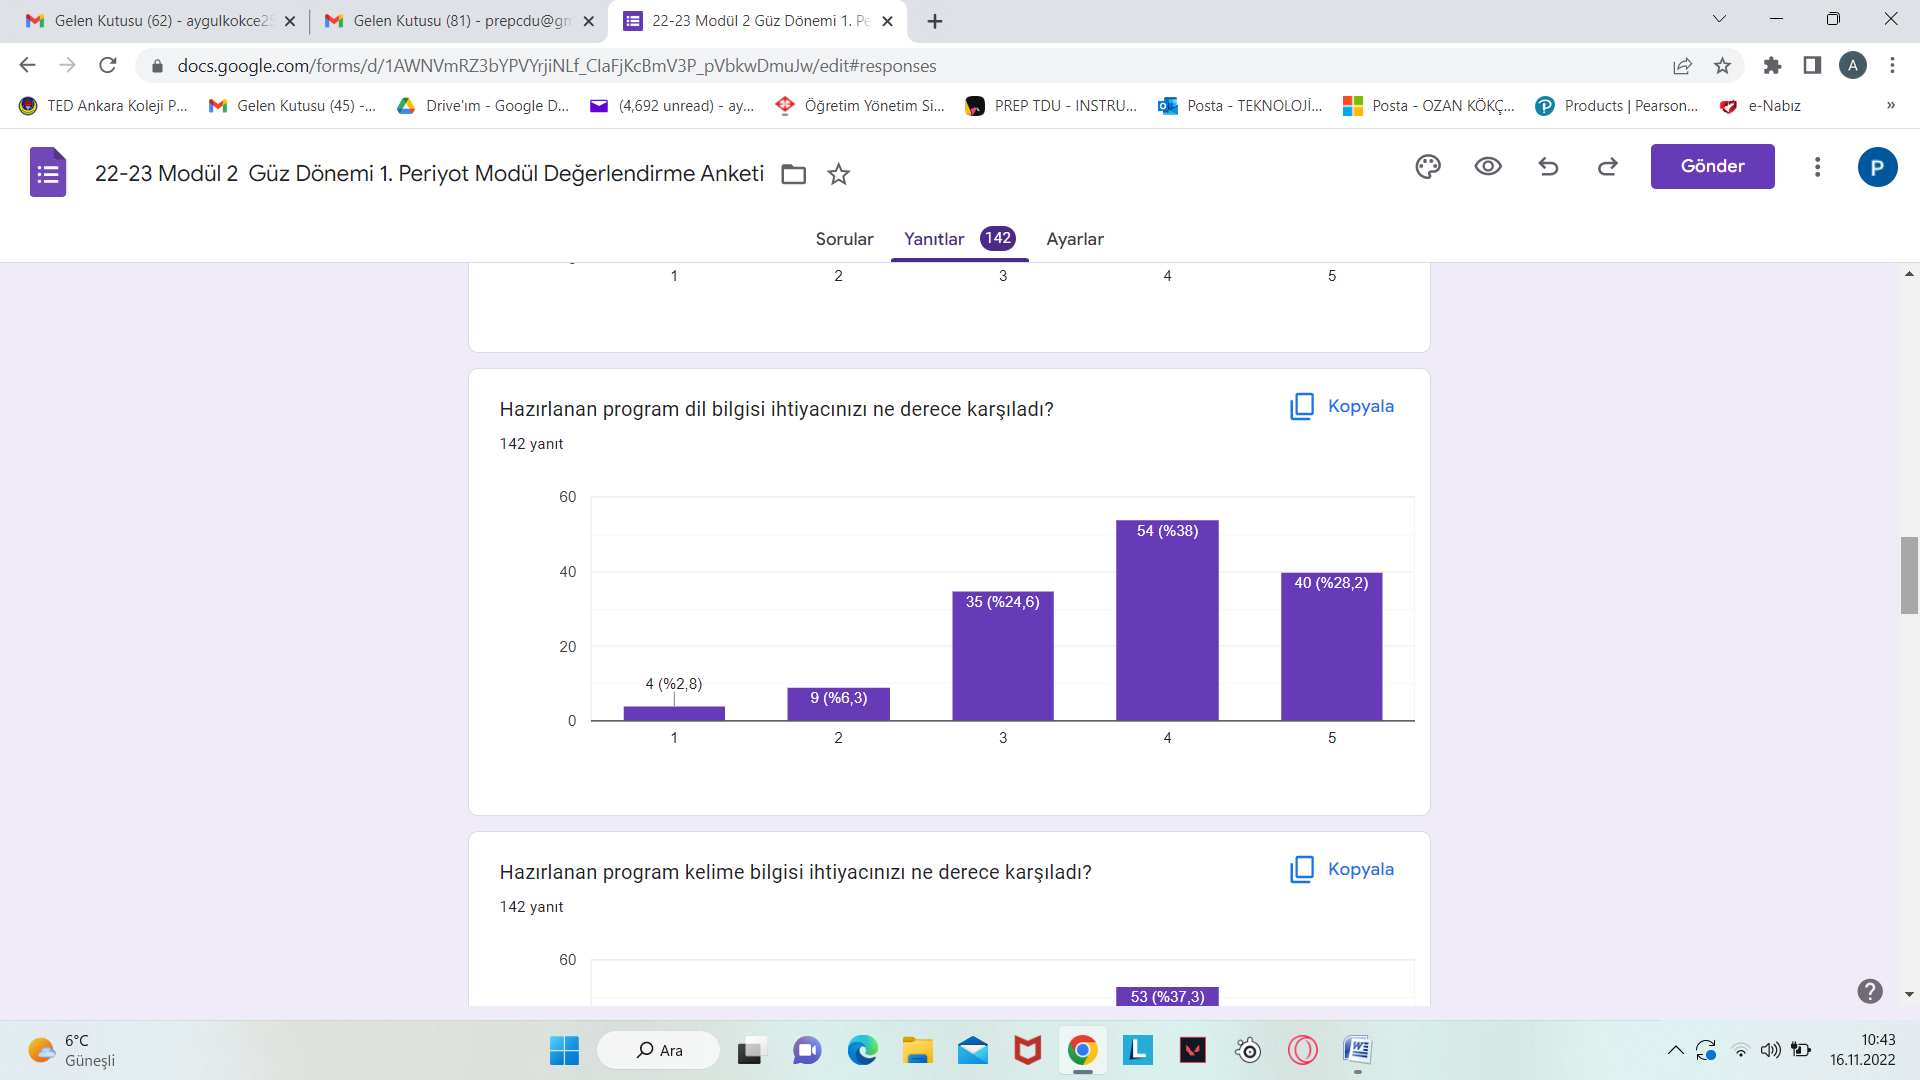 Gelen Kutusu (62) - aygulkokce25
Gelen Kutusu (81) - prepcdu@gm
22-23 Modül 2 Güz Dönemi 1. Pe
docs.google.com/forms/d/1AWNVmRZ3bYPVYrjiNLf_CIaFjKcBmV3P_pVbkwDmuJw/edit#responses
A
TED Ankara Koleji P...
Gelen Kutusu (45) -...
Drive'ım - Google D...
(4,692 unread) - ay...
Öğretim Yönetim Si...
PREP TDU - INSTRU...
Posta - TEKNOLOJİ...
Posta - OZAN KÖKÇ...
Products | Pearson...
e-Nabız
»
22-23 Modül 2 Güz Dönemi 1. Periyot Modül Değerlendirme Anketi
Gönder
P
Sorular
Yanıtlar 142
Ayarlar
1 2 3 4 5
Hazırlanan program dil bilgisi ihtiyacınızı ne derece karşıladı?
Kopyala
142 yanıt
60
40
20
0
4 (%2,8)
9 (%6,3)
35 (%24,6)
54 (%38)
40 (%28,2)
1 2 3 4 5
Hazırlanan program kelime bilgisi ihtiyacınızı ne derece karşıladı?
Kopyala
142 yanıt
60
53 (%37,3)
6°C
Güneşli
Ara
L
10:43
16.11.2022